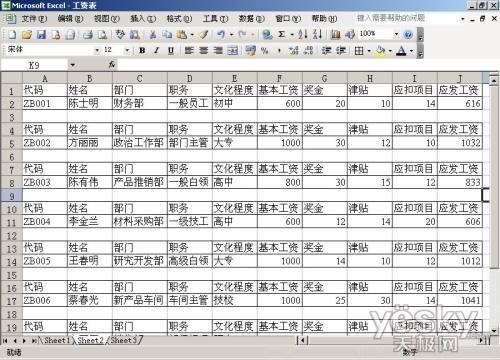 Microsoft Excel - 工资表
文件(F) 编辑(E) 视图(V) 插入(I) 格式(O) 工具(T) 数据(D) 窗口(W) 帮助(H) 键入需要帮助的问题
100%
宋体 12 B I U
K9 fx
A B C D E F G H I J
1 代码 姓名 部门 职务 文化程度 基本工资 奖金 津贴 应扣项目 应发工资
2 ZB001 陈士明 财务部 一般员工 初中 600 20 10 14 616
3
4 代码 姓名 部门 职务 文化程度 基本工资 奖金 津贴 应扣项目 应发工资
5 ZB002 方丽丽 政治工作部 部门主管 大专 1000 30 12 10 1032
6
7 代码 姓名 部门 职务 文化程度 基本工资 奖金 津贴 应扣项目 应发工资
8 ZB003 陈有伟 产品推销部 一般白领 高中 800 30 15 12 833
9
10 代码 姓名 部门 职务 文化程度 基本工资 奖金 津贴 应扣项目 应发工资
11 ZB004 李金兰 材料采购部 一级技工 高中 600 12 14 20 606
12
13 代码 姓名 部门 职务 文化程度 基本工资 奖金 津贴 应扣项目 应发工资
14 ZB005 王春明 研究开发部 高级白领 大专 1000 14 10 12 1012
15
16 代码 姓名 部门 职务 文化程度 基本工资 奖金 津贴 应扣项目 应发工资
17 ZB006 蔡春光 新产品车间 车间主管 技校 1000 25 30 14 1041
18
19 代码 姓名 部门 职务 文化程度 基本工资 奖金 津贴 应扣项目 应发工资
Sheet1 Sheet2 Sheet3
就绪 数字
yesky
天极网